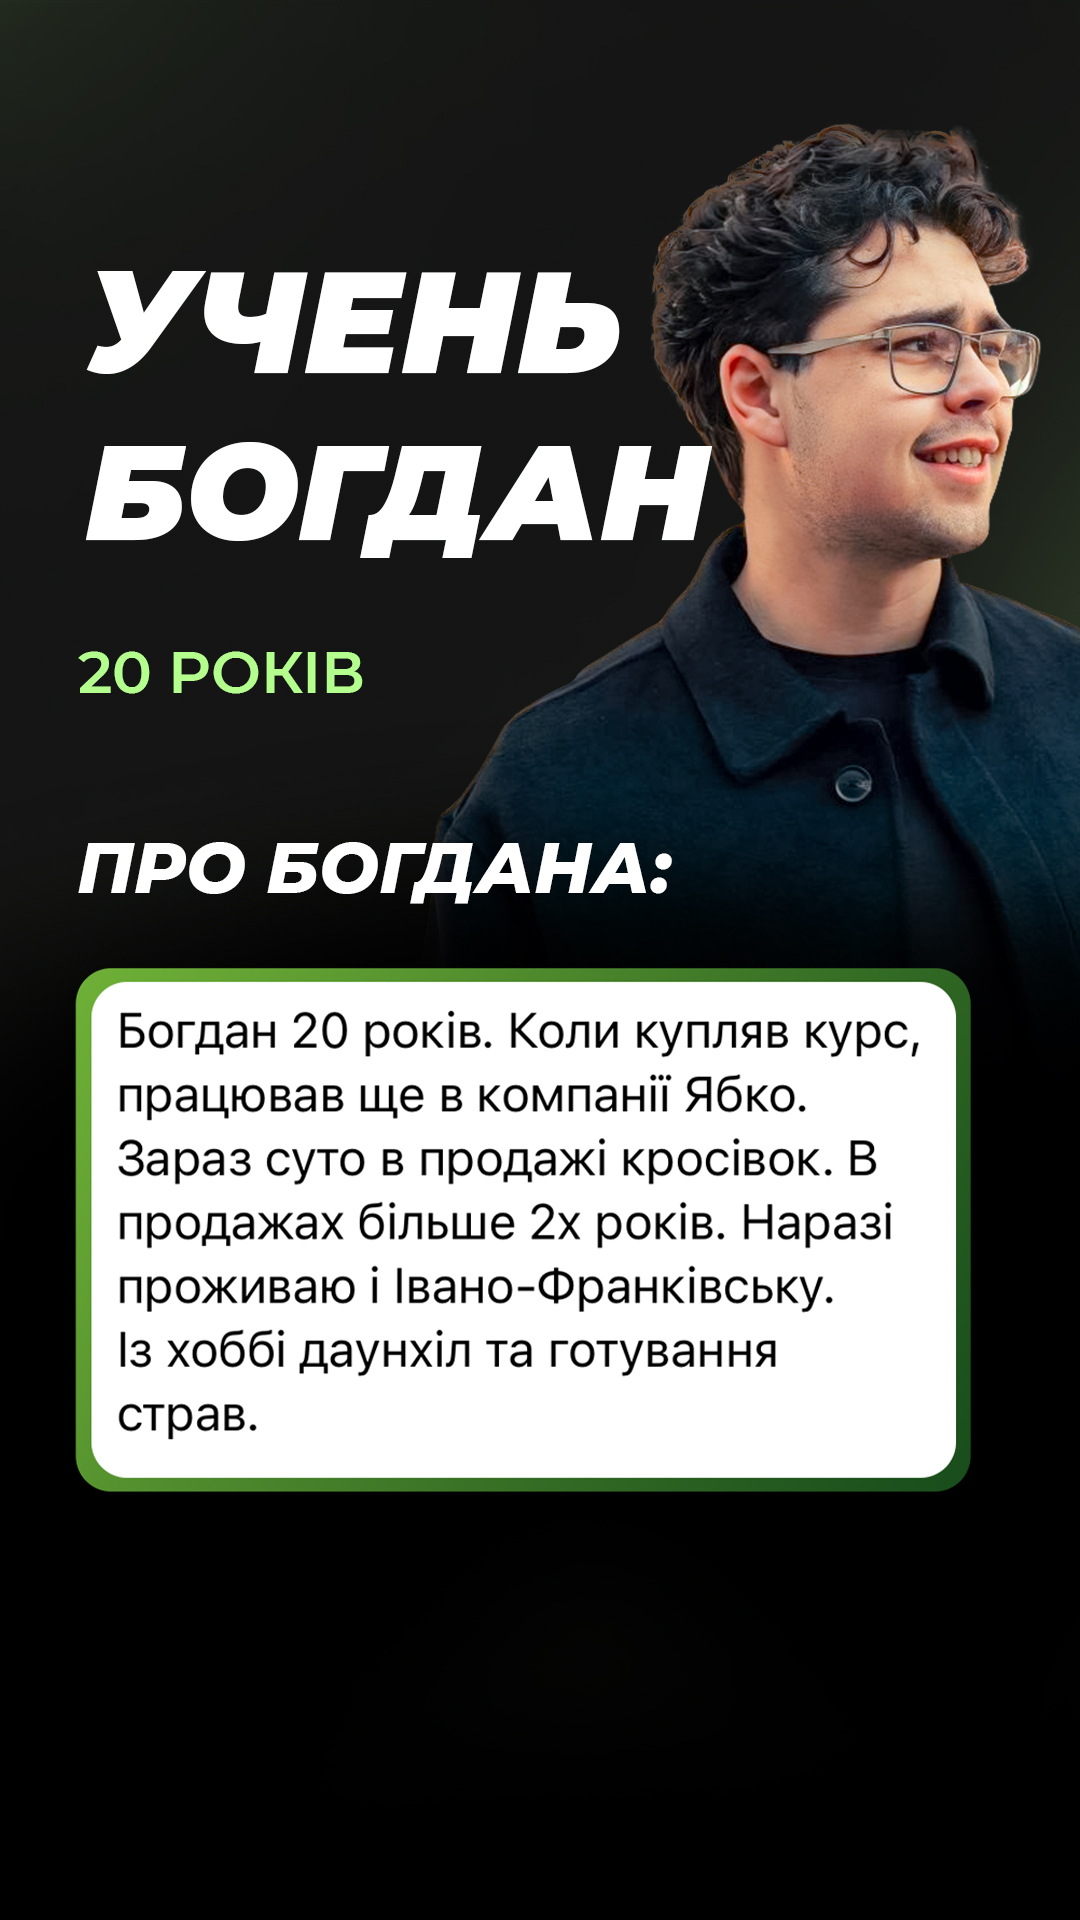 УЧЕНЬ
БОГДАН
20 РОКІВ
ПРО БОГДАНА:
Богдан 20 років. Коли купляв курс,
працював ще в компанії Ябко.
Зараз суто в продажі кросівок. В
продажах більше 2х років. Наразі
проживаю і Івано-Франківську.
Із хоббі даунхіл та готування
страв.